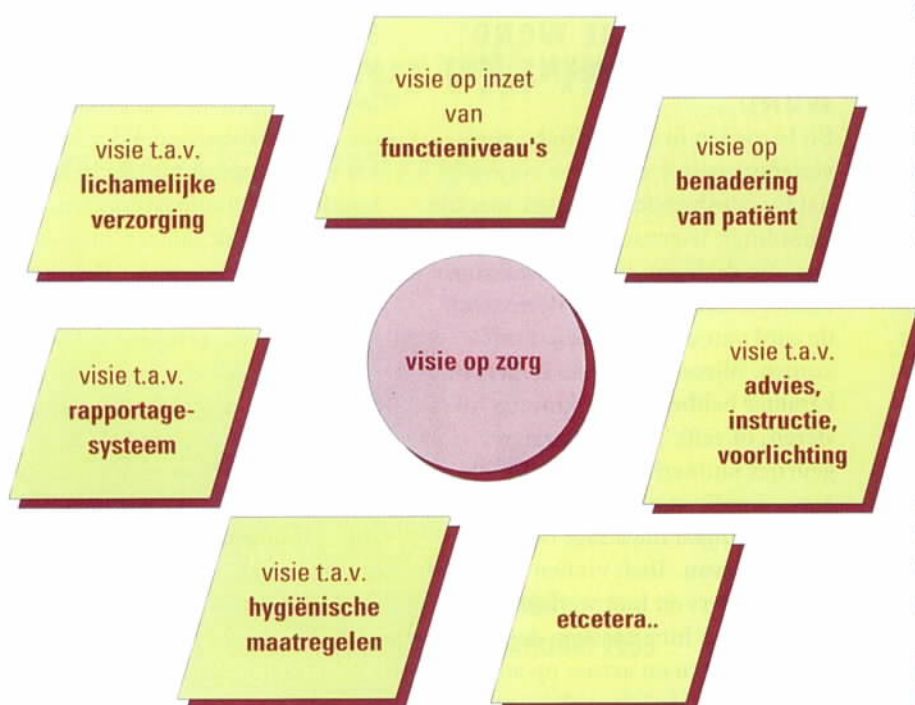 visie op inzet
van
functieniveau's
visie t.a.v.
lichamelijke
verzorging
visie op
benadering
van patiënt
visie op zorg
visie t.a.v.
rapportage-
systeem
visie t.a.v.
advies,
instructie,
voorlichting
visie t.a.v.
hygiënische
maatregelen
etcetera..